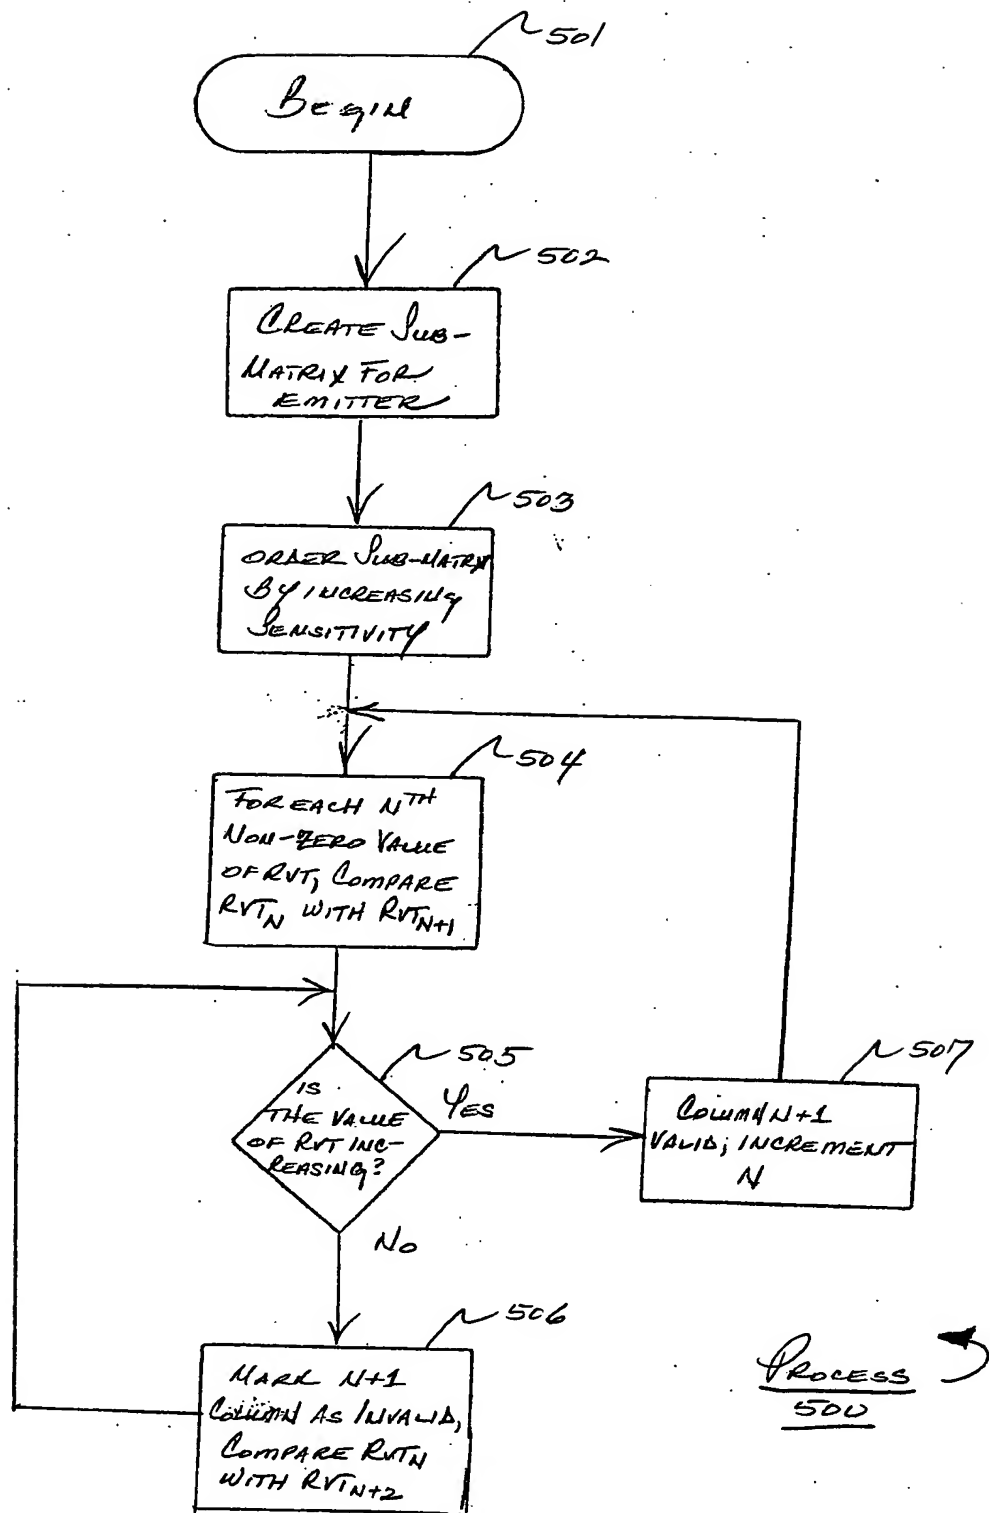 501
BEGIN
502
CREATE SUB-
MATRIX FOR
EMITTER
503
ORDER SUB-MATRIX
BY INCREASING
SENSITIVITY
504
FOR EACH NTH
NON-ZERO VALUE
OF RVT, COMPARE
RVTN WITH RVTN+1
505
IS
THE VALUE
OF RVT INC-
REASING?
YES
507
COLUMN N+1
VALID; INCREMENT
N
NO
506
MARK N+1
COLUMN AS INVALID,
COMPARE RVTN
WITH RVTN+2
PROCESS
500